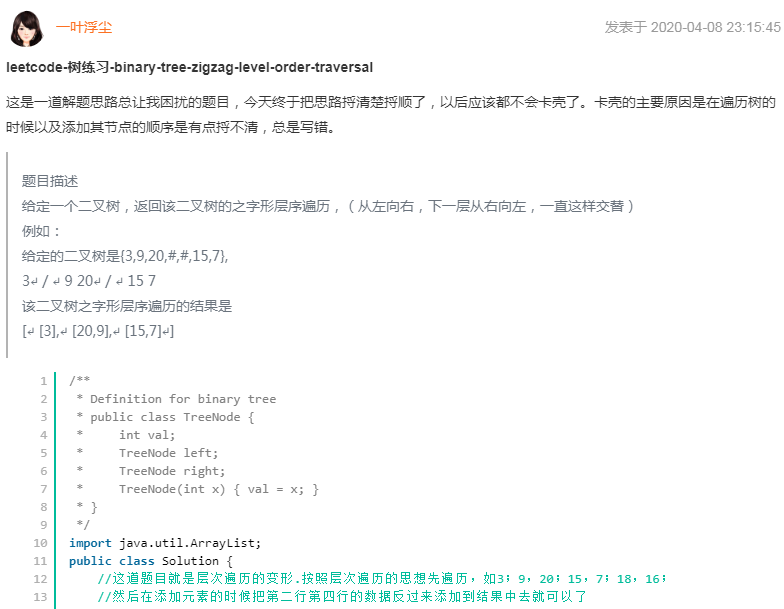 一叶浮尘
发表于 2020-04-08 23:15:45
leetcode-树练习-binary-tree-zigzag-level-order-traversal
这是一道解题思路总让我困扰的题目，今天终于把思路捋清楚捋顺了，以后应该都不会卡壳了。卡壳的主要原因是在遍历树的
时候以及添加其节点的顺序是有点捋不清，总是写错。
题目描述
给定一个二叉树，返回该二叉树的之字形层序遍历，（从左向右，下一层从右向左，一直这样交替）
例如：
给定的二叉树是{3,9,20,#,#,15,7},
3↵ / ↵ 9 20↵ / ↵ 15 7
该二叉树之字形层序遍历的结果是
[↵ [3],↵ [20,9],↵ [15,7]↵]
1 /**
2  * Definition for binary tree
3  * public class TreeNode {
4  *     int val;
5  *     TreeNode left;
6  *     TreeNode right;
7  *     TreeNode(int x) { val = x; }
8  * }
9  */
10 import java.util.ArrayList;
11 public class Solution {
12     //这道题目就是层次遍历的变形.按照层次遍历的思想先遍历，如3；9，20；15，7；18，16；
13     //然后在添加元素的时候把第二行第四行的数据反过来添加到结果中去就可以了